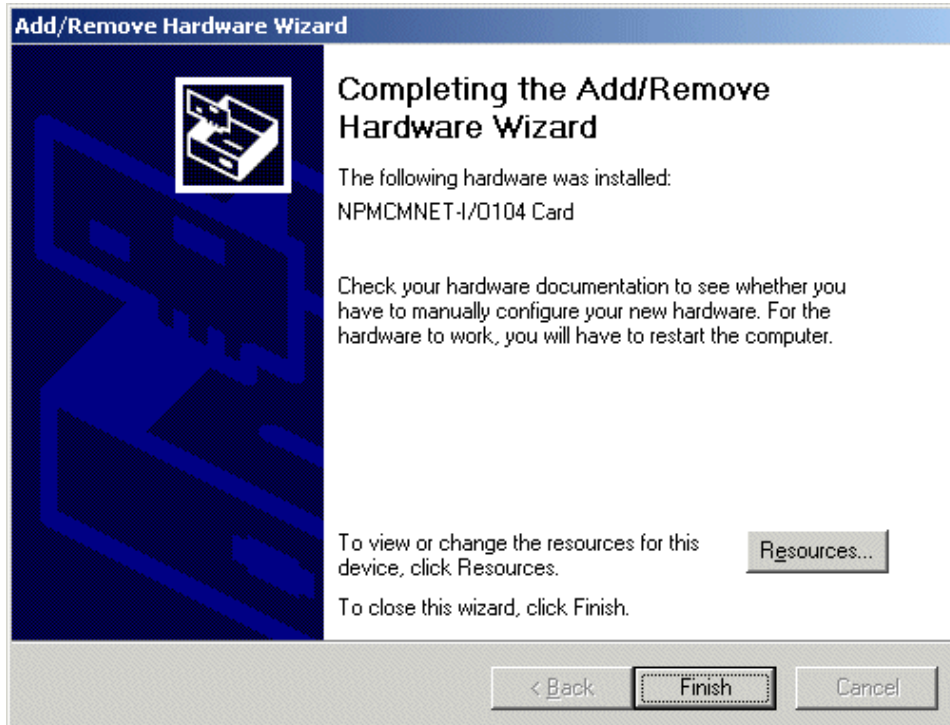 Add/Remove Hardware Wizard
Completing the Add/Remove
Hardware Wizard
The following hardware was installed:
NPMCMNET-I/O104 Card
Check your hardware documentation to see whether you
have to manually configure your new hardware. For the
hardware to work, you will have to restart the computer.
To view or change the resources for this
device, click Resources.
Resources...
To close this wizard, click Finish.
< Back
Finish
Cancel